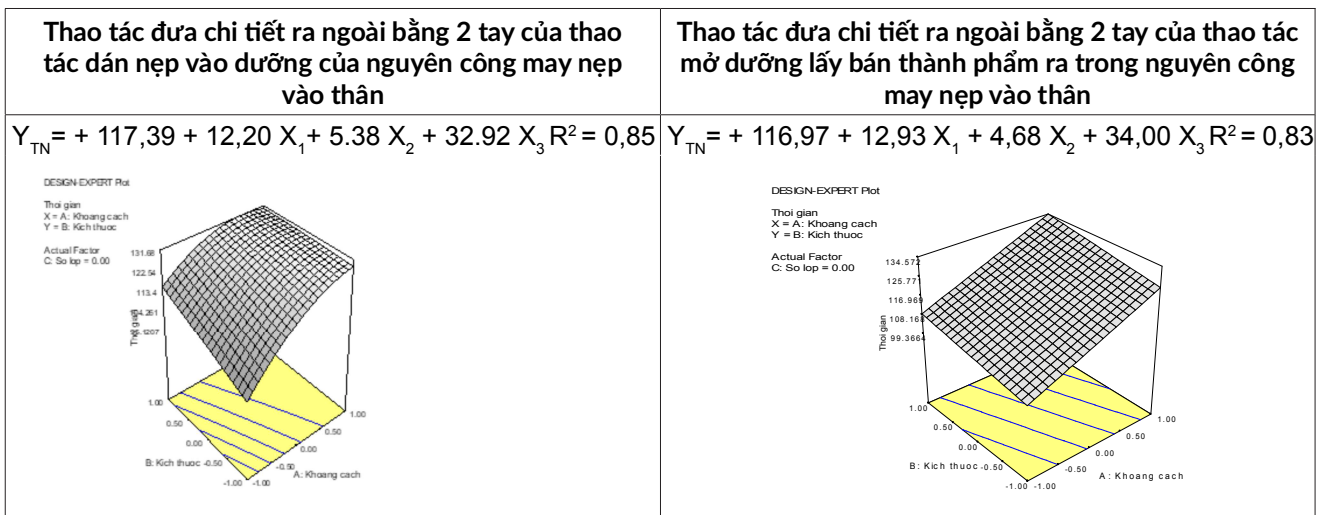 Thao tác đưa chi tiết ra ngoài bằng 2 tay của thao
tác dán nẹp vào dưỡng của nguyên công may nẹp
vào thân
Thao tác đưa chi tiết ra ngoài bằng 2 tay của thao tác
mở dưỡng lấy bán thành phẩm ra trong nguyên công
may nẹp vào thân
Y_TN= + 117,39 + 12,20 X_1+ 5.38 X_2 + 32.92 X_3 R² = 0,85
Y_TN= + 116,97 + 12,93 X_1 + 4,68 X_2 + 34,00 X_3 R² = 0,83
DESIGN-EXPERT Plot
Thoi gian
X = A: Khoang cach
Y = B: Kich thuoc
Actual Factor
C: So lop = 0.00
131.68
122.54
113.4
Thoi gian
1.00
0.50
0.00
B: Kich thuoc -0.50
-1.00
-1.00
-0.50
0.00
0.50
1.00
A: Khoang cach
DESIGN-EXPERT Plot
Thoi gian
X = A: Khoang cach
Y = B: Kich thuoc
Actual Factor
C: So lop = 0.00
134.572
125.771
116.969
108.168
99.3664
Thoi gian
1.00
0.50
0.00
B: Kich thuoc -0.50
-1.00
-1.00
-0.50
0.00
0.50
1.00
A: Khoang cach